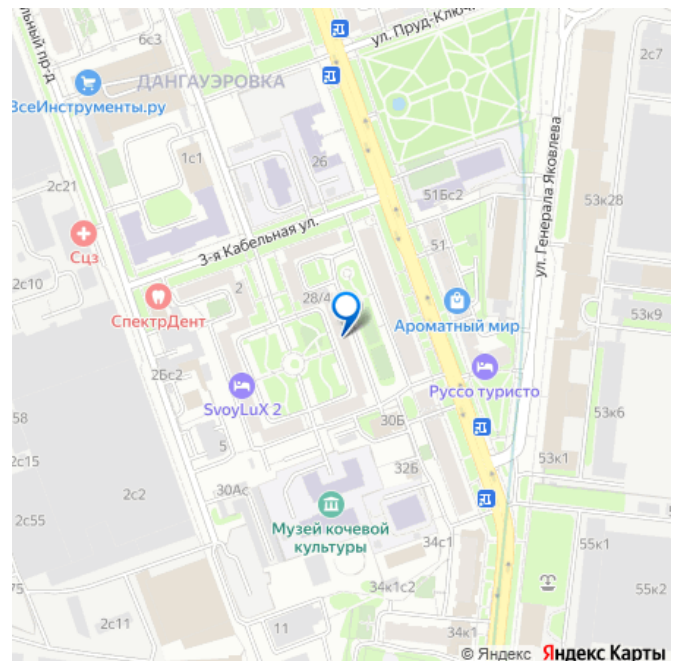 6с3
ул. Пруд-Ключ
льный пр-д
2с7
ДАНГАУЭРОВКА
ВсеИнструменты.ру
1с1
26
ул. Генерала Яковлева
2с21
51Бс2
53к28
3-я Кабельная ул.
51
Сцз
2с10
2
28/4
53к9
СпектрДент
Ароматный мир
2Бс2
Руссо туристо
SvoyLuX 2
58
30Б
53к6
5
2с15
32Б
53к1
30Ас
2с2
2с55
Музей кочевой
культуры
34с1
55к1
75
34к1с2
55к2
2с11
11
34к1
© Яндекс Яндекс Карты